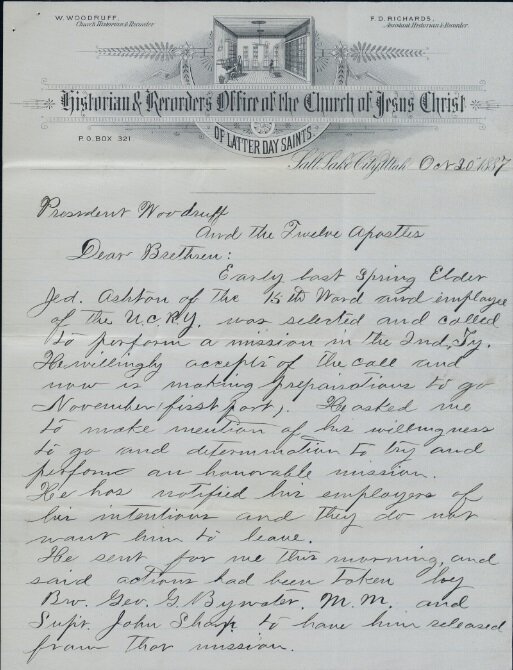 W. WOODRUFF,
Church Historian & Recorder
F. D. RICHARDS,
Assistant Historian & Recorder.
Historian & Recorder's Office of the Church of Jesus Christ
OF LATTER DAY SAINTS.
P.O. BOX 321
Salt Lake City, Utah Oct 20 1887
President Woodruff
And the Twelve Apostles
Dear Brethren:
Early last Spring Elder
Jed. Ashton of the 15th Ward and employee
of the U.C.R.Y. was selected and called
to perform a mission in the Ind. Ty.
He willingly accepts of the call and
now is making preparations to go
November (first part). He asked me
to make mention of his willingness
to go and determination to try and
perform an honorable mission.
He has notified his employers of
his intentions and they do not
want him to leave.
He sent for me this morning, and
said actions had been taken by
Bro. Geo. G. Bywater, M.M. and
Supt. John Sharp to have him released
from that mission.